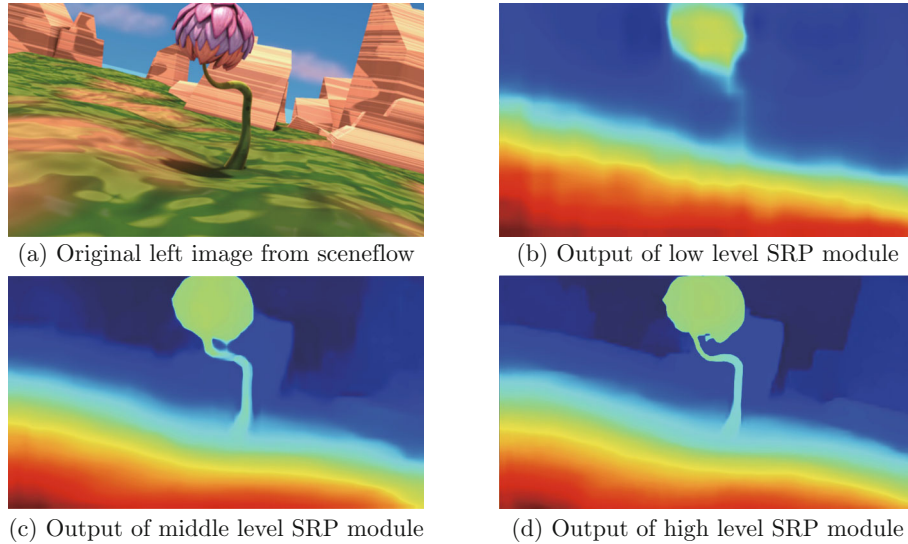 (a) Original left image from sceneflow
(b) Output of low level SRP module
(c) Output of middle level SRP module
(d) Output of high level SRP module